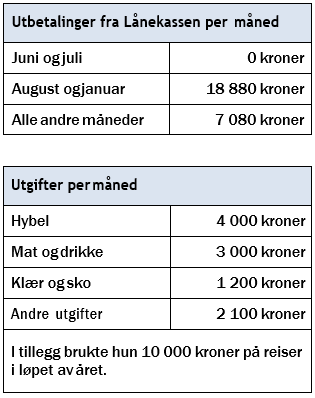 Utbetalinger fra Lånekassen per måned
Juni og juli 0 kroner
August og januar 18 880 kroner
Alle andre måneder 7 080 kroner
Utgifter per måned
Hybel 4 000 kroner
Mat og drikke 3 000 kroner
Klær og sko 1 200 kroner
Andre utgifter 2 100 kroner
I tillegg brukte hun 10 000 kroner på reiser
i løpet av året.